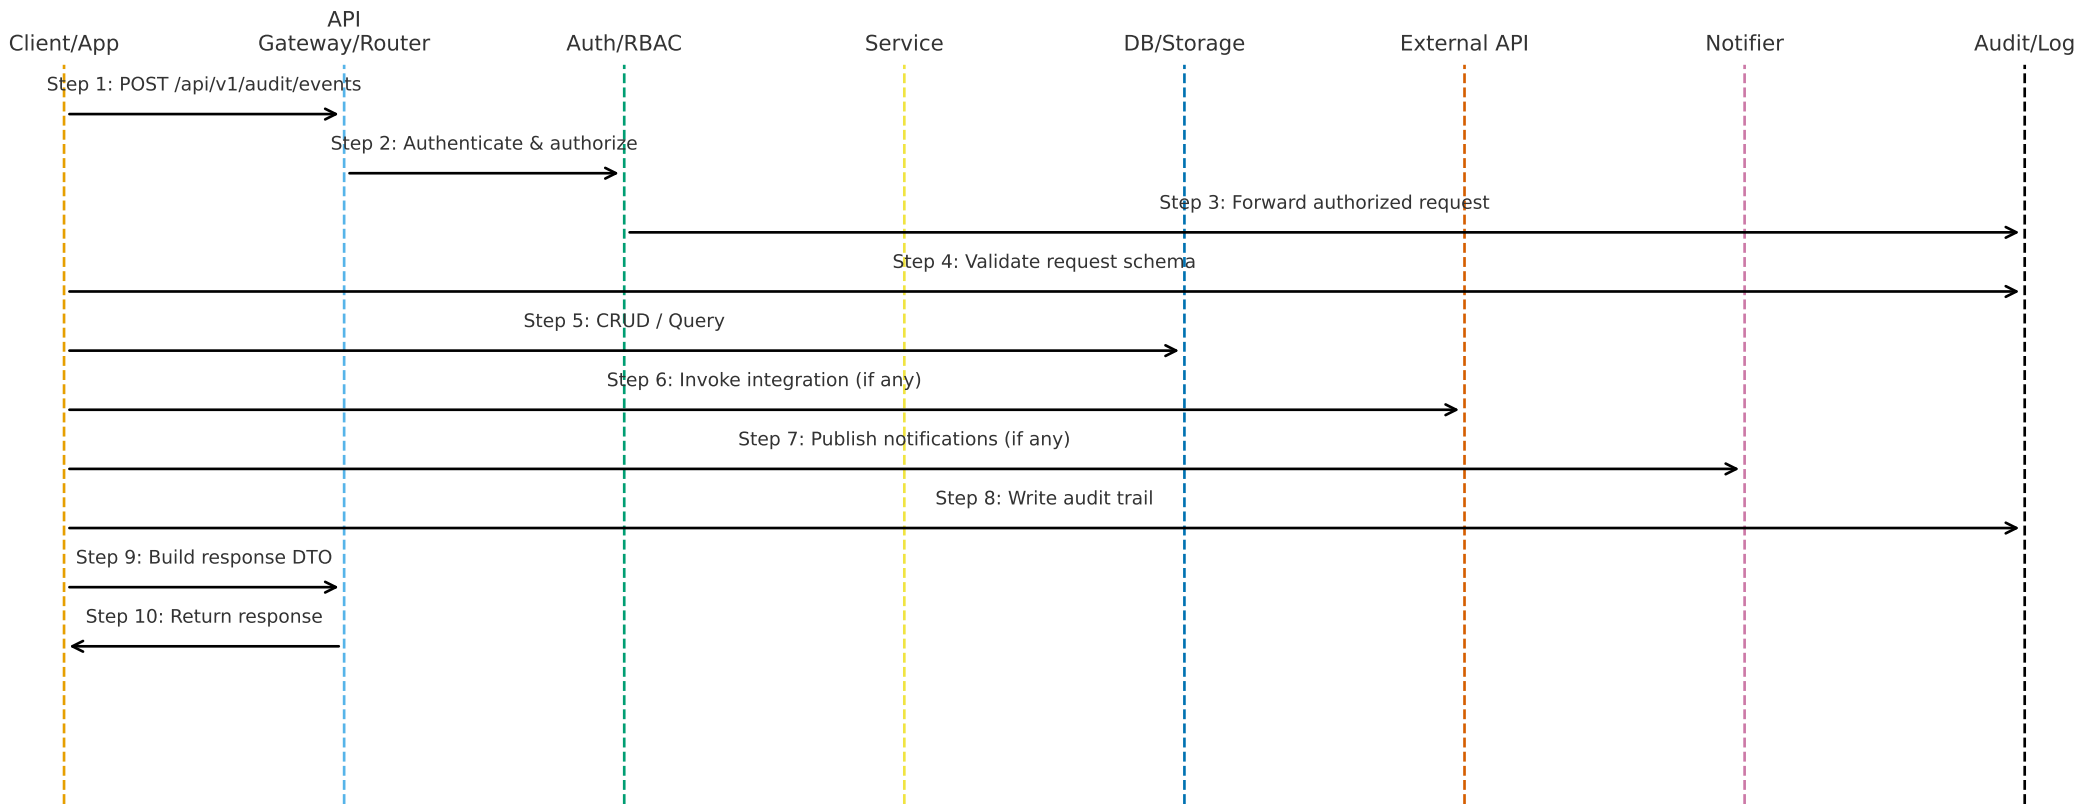 API
Client/App
Gateway/Router
Auth/RBAC
Service
DB/Storage
External API
Notifier
Audit/Log
Step 1: POST /api/v1/audit/events
Step 2: Authenticate & authorize
Step 3: Forward authorized request
Step 4: Validate request schema
Step 5: CRUD / Query
Step 6: Invoke integration (if any)
Step 7: Publish notifications (if any)
Step 8: Write audit trail
Step 9: Build response DTO
Step 10: Return response